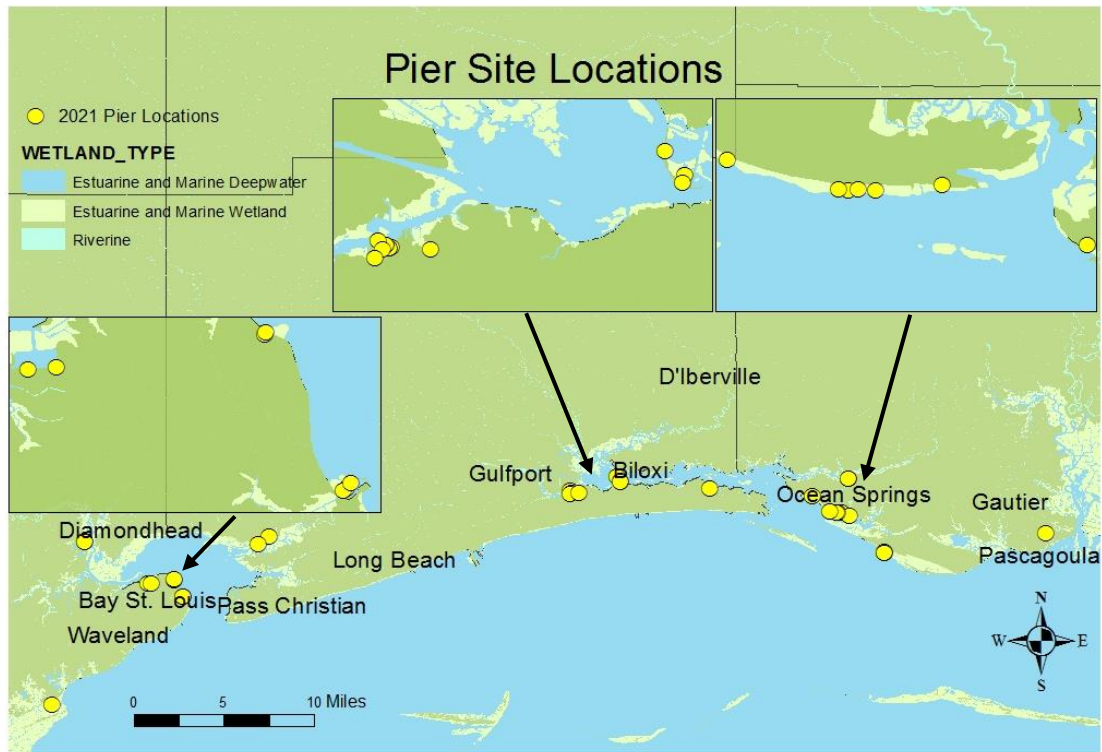 Pier Site Locations
2021 Pier Locations
WETLAND_TYPE
Estuarine and Marine Deepwater
Estuarine and Marine Wetland
Riverine
D'Iberville
Gulfport
Biloxi
Ocean Springs
Gautier
Diamondhead
Long Beach
Pascagoula
Bay St. Louis
Pass Christian
Waveland
N
W
E
S
0 5 10 Miles